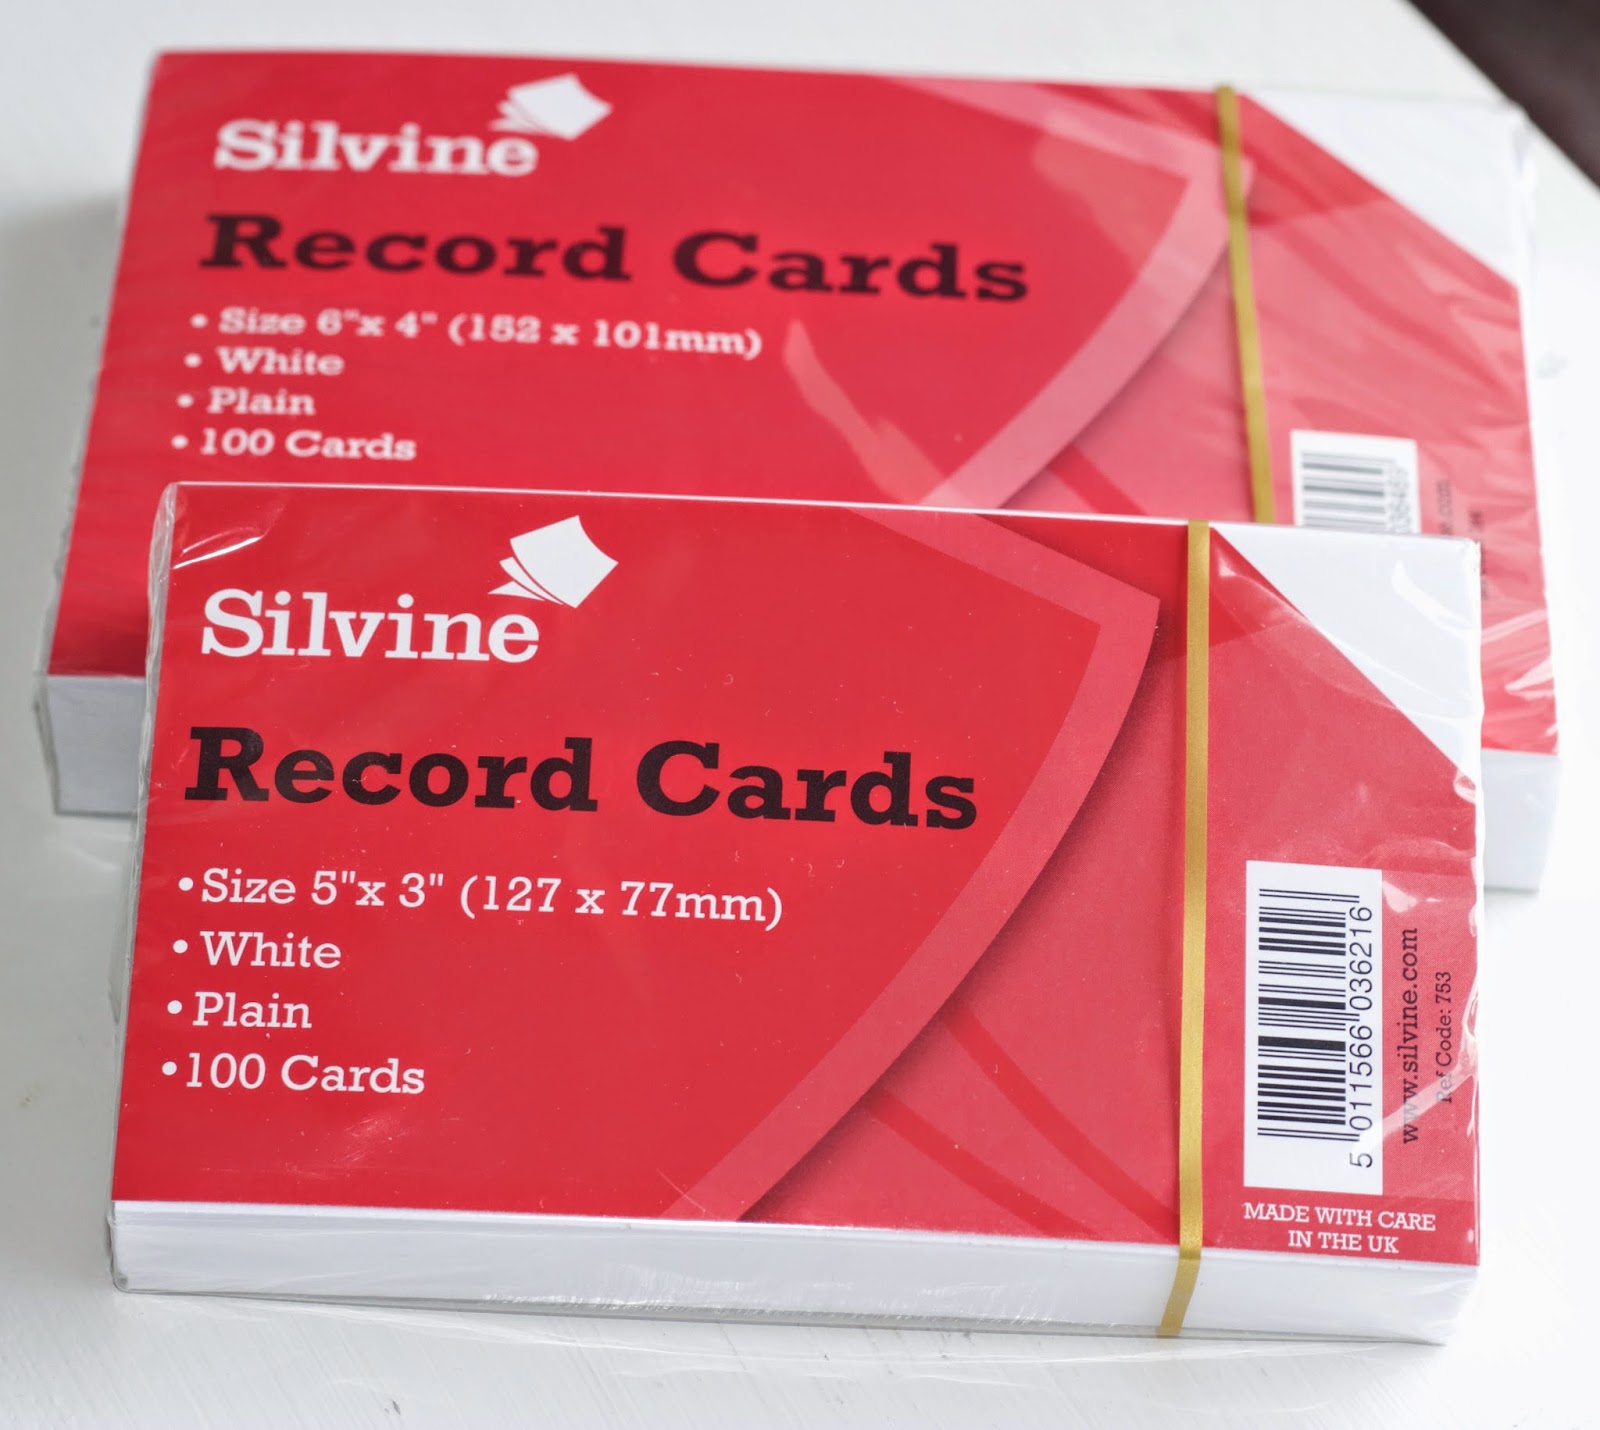 Silvine
Record Cards
• Size 6"x 4" (152 x 101mm)
• White
• Plain
• 100 Cards
Silvine
Record Cards
• Size 5"x 3" (127 x 77mm)
• White
• Plain
• 100 Cards
5 011566 036216
www.silvine.com
Ref Code: 753
MADE WITH CARE
IN THE UK